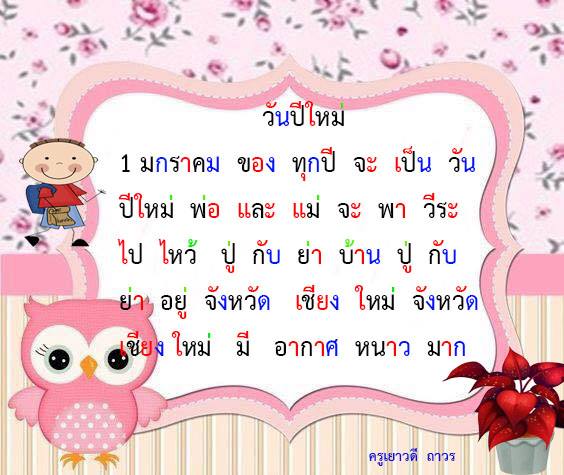 วันปีใหม่
1 มกราคม ของ ทุกปี จะ เป็น วัน
ปีใหม่ พ่อ และ แม่ จะ พา วีระ
ไป ไหว้ ปู่ กับ ย่า บ้าน ปู่ กับ
ย่า อยู่ จังหวัด เชียง ใหม่ จังหวัด
เชียง ใหม่ มี อากาศ หนาว มาก
ครูเยาวดี ถาวร